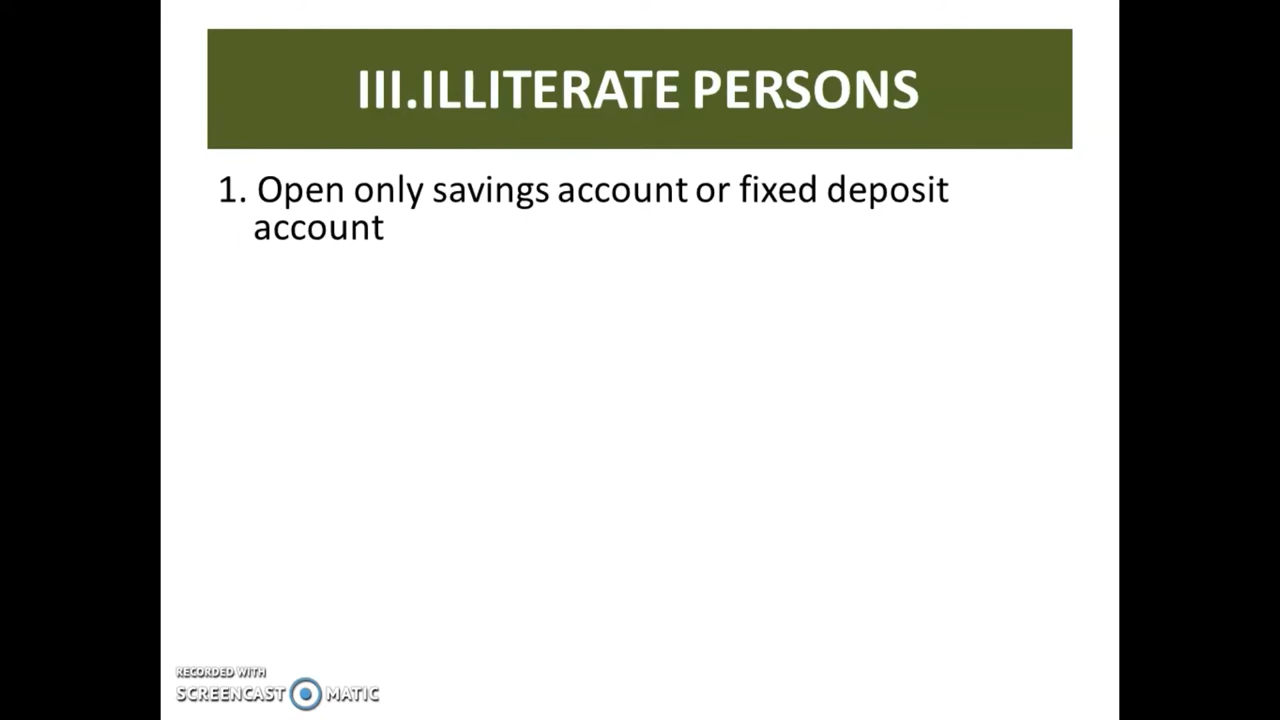 III.ILLITERATE PERSONS
1. Open only savings account or fixed deposit
account
RECORDED WITH
SCREENCAST MATIC